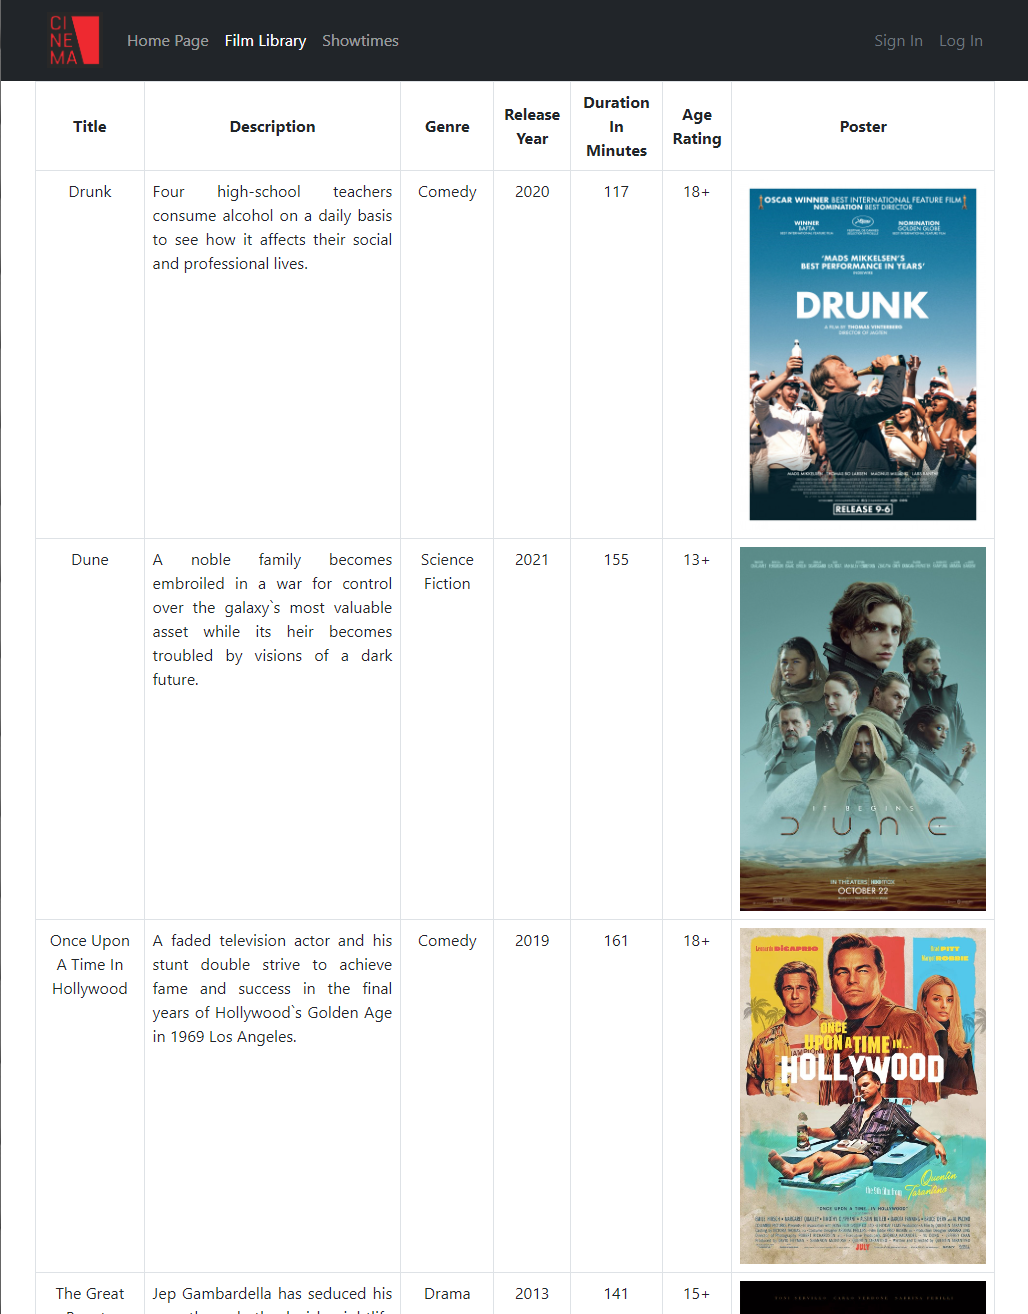 CI
NE
MA
Home Page Film Library Showtimes
Sign In Log In
Title
Description
Genre
Release
Year
Duration
In
Minutes
Age
Rating
Poster
Drunk
Four high-school teachers
consume alcohol on a daily basis
to see how it affects their social
and professional lives.
Comedy
2020
117
18+
OSCAR WINNER BEST INTERNATIONAL FEATURE FILM
NOMINATION BEST DIRECTOR
WINNER
BAFTA
NOMINATION
GOLDEN GLOBE
'MADS MIKKELSEN'S
BEST PERFORMANCE IN YEARS'
DRUNK
A FILM BY THOMAS VINTERBERG
RELEASE 9-6
Dune
A noble family becomes
embroiled in a war for control
over the galaxy`s most valuable
asset while its heir becomes
troubled by visions of a dark
future.
Science
Fiction
2021
155
13+
IT BEGINS
DUNE
IN THEATERS
OCTOBER 22
Once Upon
A Time In
Hollywood
A faded television actor and his
stunt double strive to achieve
fame and success in the final
years of Hollywood`s Golden Age
in 1969 Los Angeles.
Comedy
2019
161
18+
Leonardo DiCAPRIO
Brad PITT
Margot ROBBIE
ONCE
UPON A TIME IN...
HOLLYWOOD
Quentin
Tarantino
"ONCE UPON A TIME... IN HOLLYWOOD"
JULY
The Great
Jep Gambardella has seduced his
Drama
2013
141
15+